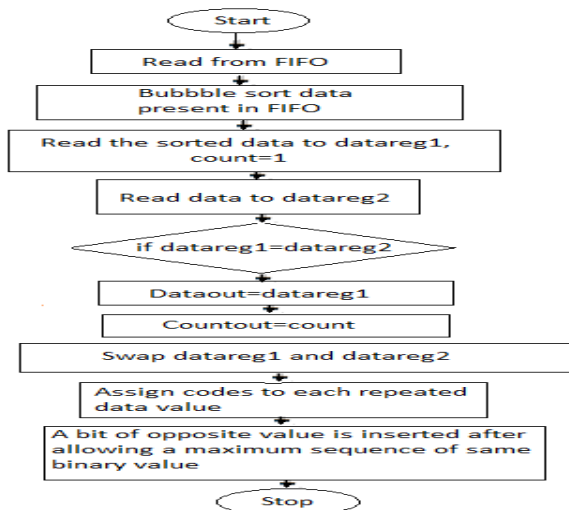 Start
Read from FIFO
Bubbble sort data
present in FIFO
Read the sorted data to datareg1,
count=1
Read data to datareg2
if datareg1=datareg2
Dataout=datareg1
Countout=count
Swap datareg1 and datareg2
Assign codes to each repeated
data value
A bit of opposite value is inserted after
allowing a maximum sequence of same
binary value
Stop